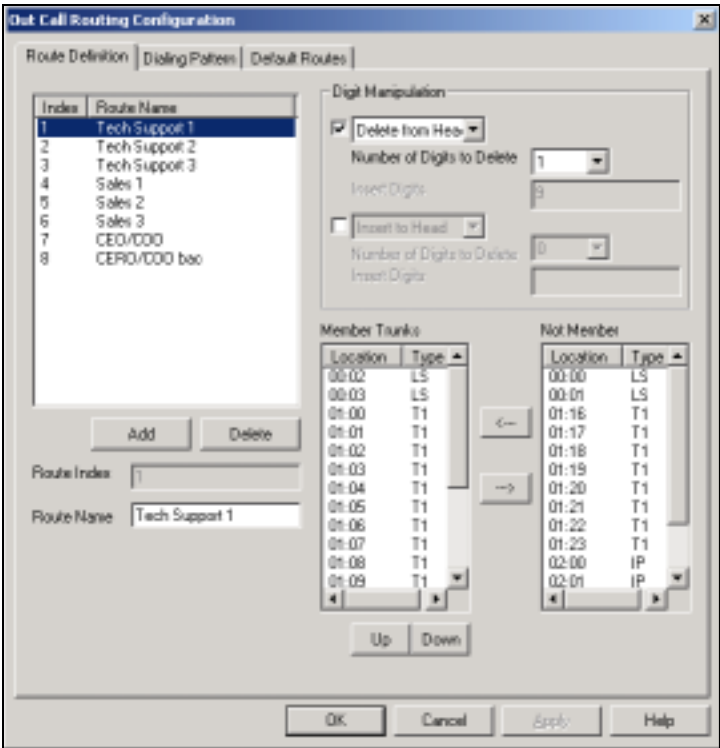 Out Call Routing Configuration
Route Definition Dialing Pattern Default Routes
Index Route Name
1 Tech Support 1
2 Tech Support 2
3 Tech Support 3
4 Sales 1
5 Sales 2
6 Sales 3
7 CEO/COO
8 CERO/COO bac
Add Delete
Route Index 1
Route Name Tech Support 1
Digit Manipulation
Delete from Hea
Number of Digits to Delete 1
Insert Digits 9
Insert to Head
Number of Digits to Delete 0
Insert Digits
Member Trunks
Location Type
00:02 LS
00:03 LS
01:00 T1
01:01 T1
01:02 T1
01:03 T1
01:04 T1
01:05 T1
01:06 T1
01:07 T1
01:08 T1
01:09 T1
<--
-->
Not Member
Location Type
00:00 LS
00:01 LS
01:16 T1
01:17 T1
01:18 T1
01:19 T1
01:20 T1
01:21 T1
01:22 T1
01:23 T1
02:00 IP
02:01 IP
Up Down
OK Cancel Apply Help